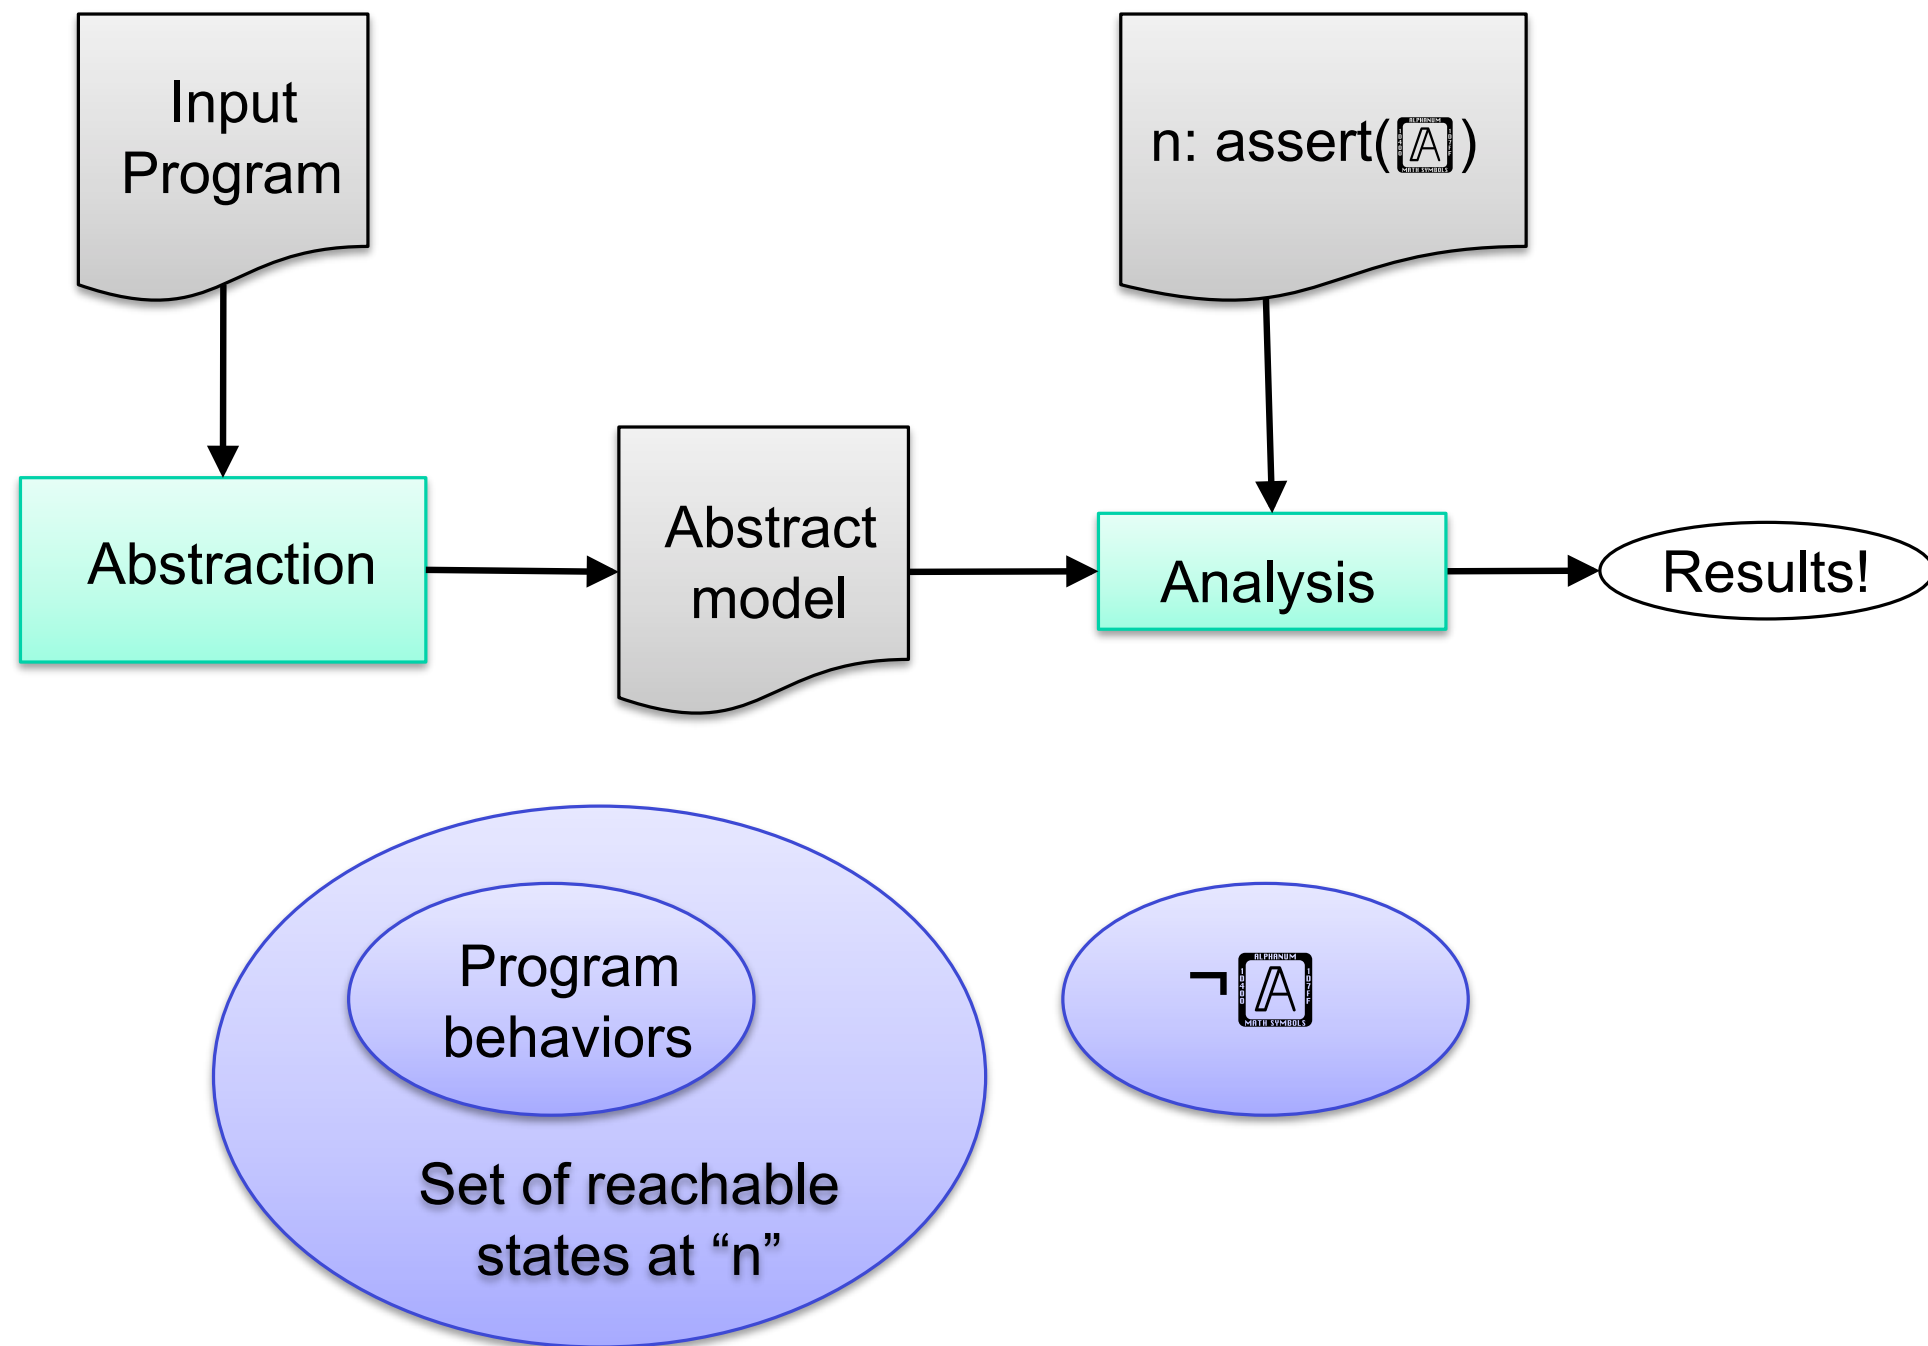 Input
Program
n: assert(𝔸)
Abstraction
Abstract
model
Analysis
Results!
Program
behaviors
Set of reachable
states at “n”
¬𝔸